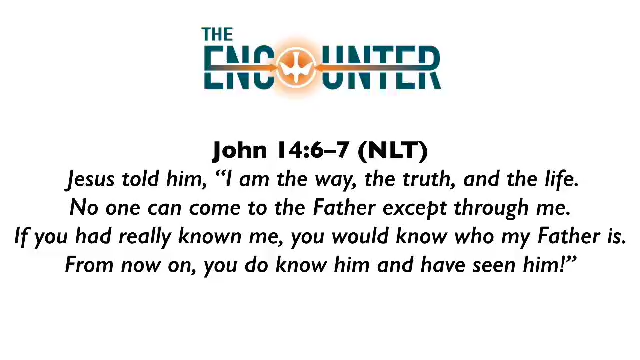 THE
ENCOUNTER
John 14:6–7 (NLT)
Jesus told him, “I am the way, the truth, and the life.
No one can come to the Father except through me.
If you had really known me, you would know who my Father is.
From now on, you do know him and have seen him!”